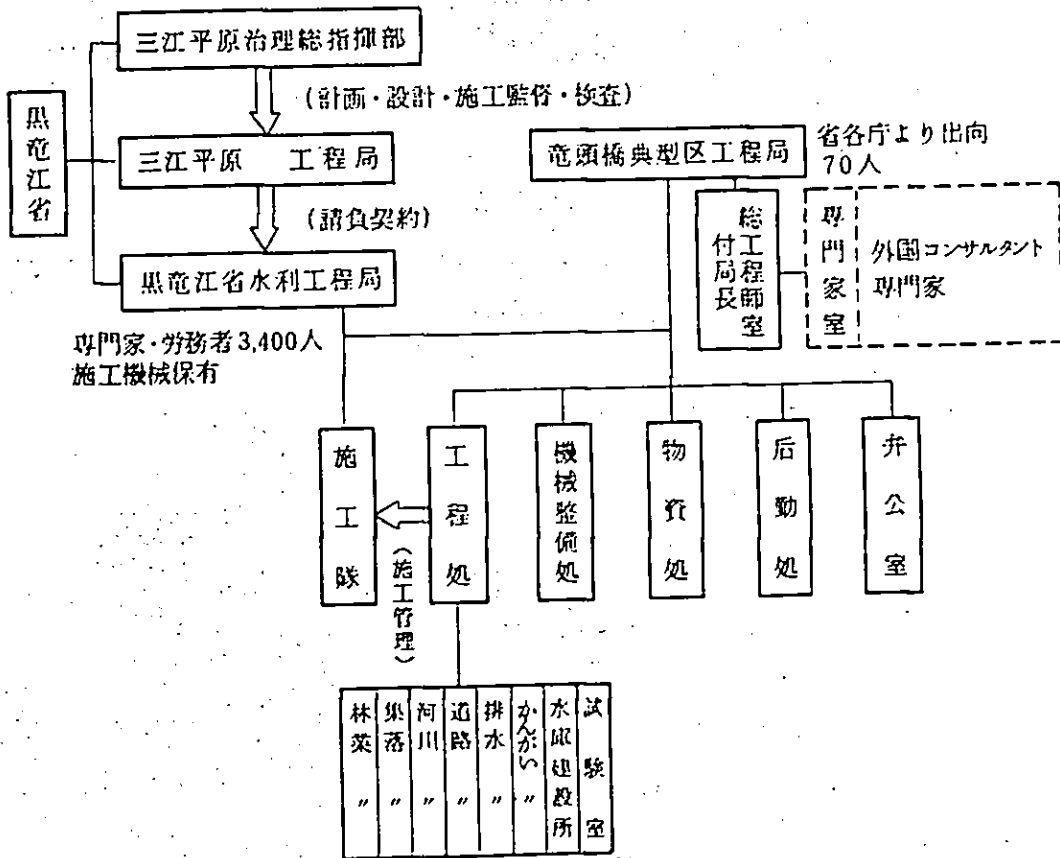 三江平原治理総指揮部
(計画・設計・施工監督・検査)
黒竜江省
三江平原 工程局
(請負契約)
黒竜江省水利工程局
専門家・労務者3,400人
施工機械保有
竜頭橋典型区工程局
省各庁より出向
70人
総工程師室
付局長
専門家室
外国コンサルタント
専門家
施工隊
工程処
機械整備処
物資処
后勤処
弁公室
(施工管理)
試験室
水庫建設所
かんがい 〃
排水 〃
道路 〃
河川 〃
集落 〃
林業 〃